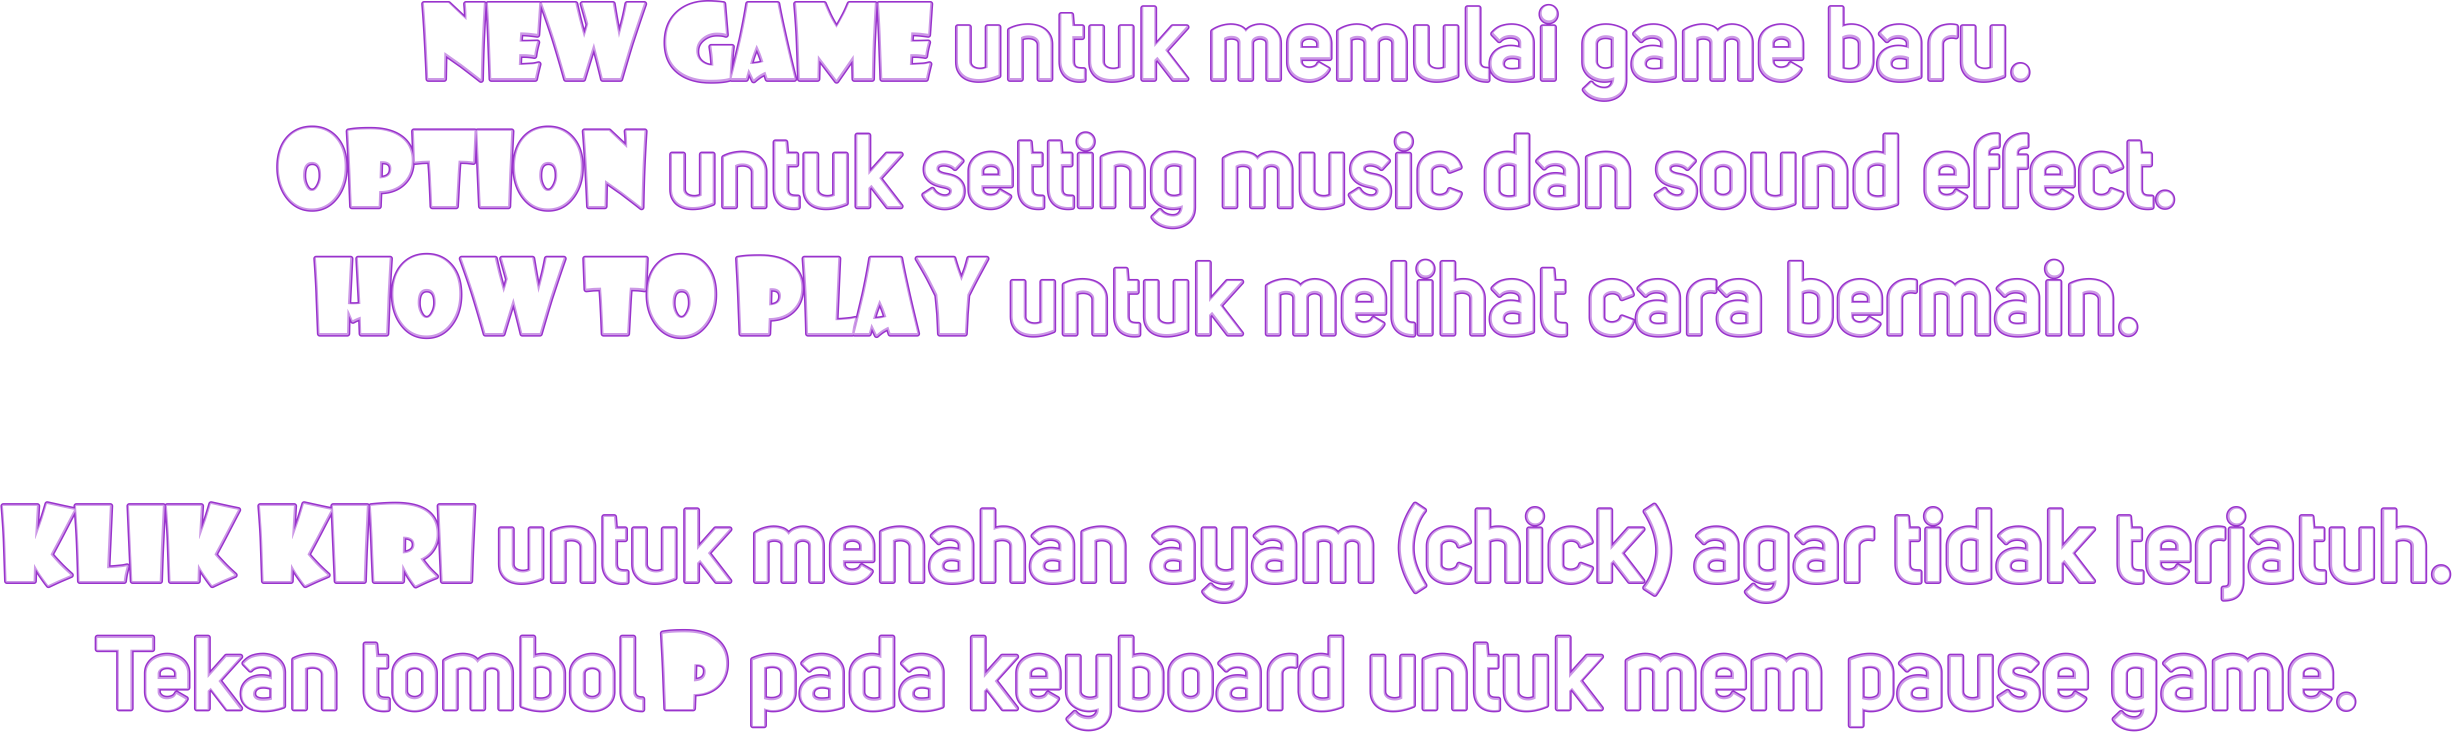 NEW GAME untuk memulai game baru.
OPTION untuk setting music dan sound effect.
HOW TO PLAY untuk melihat cara bermain.
KLIK KIRI untuk menahan ayam (chick) agar tidak terjatuh.
Tekan tombol P pada keyboard untuk mem pause game.